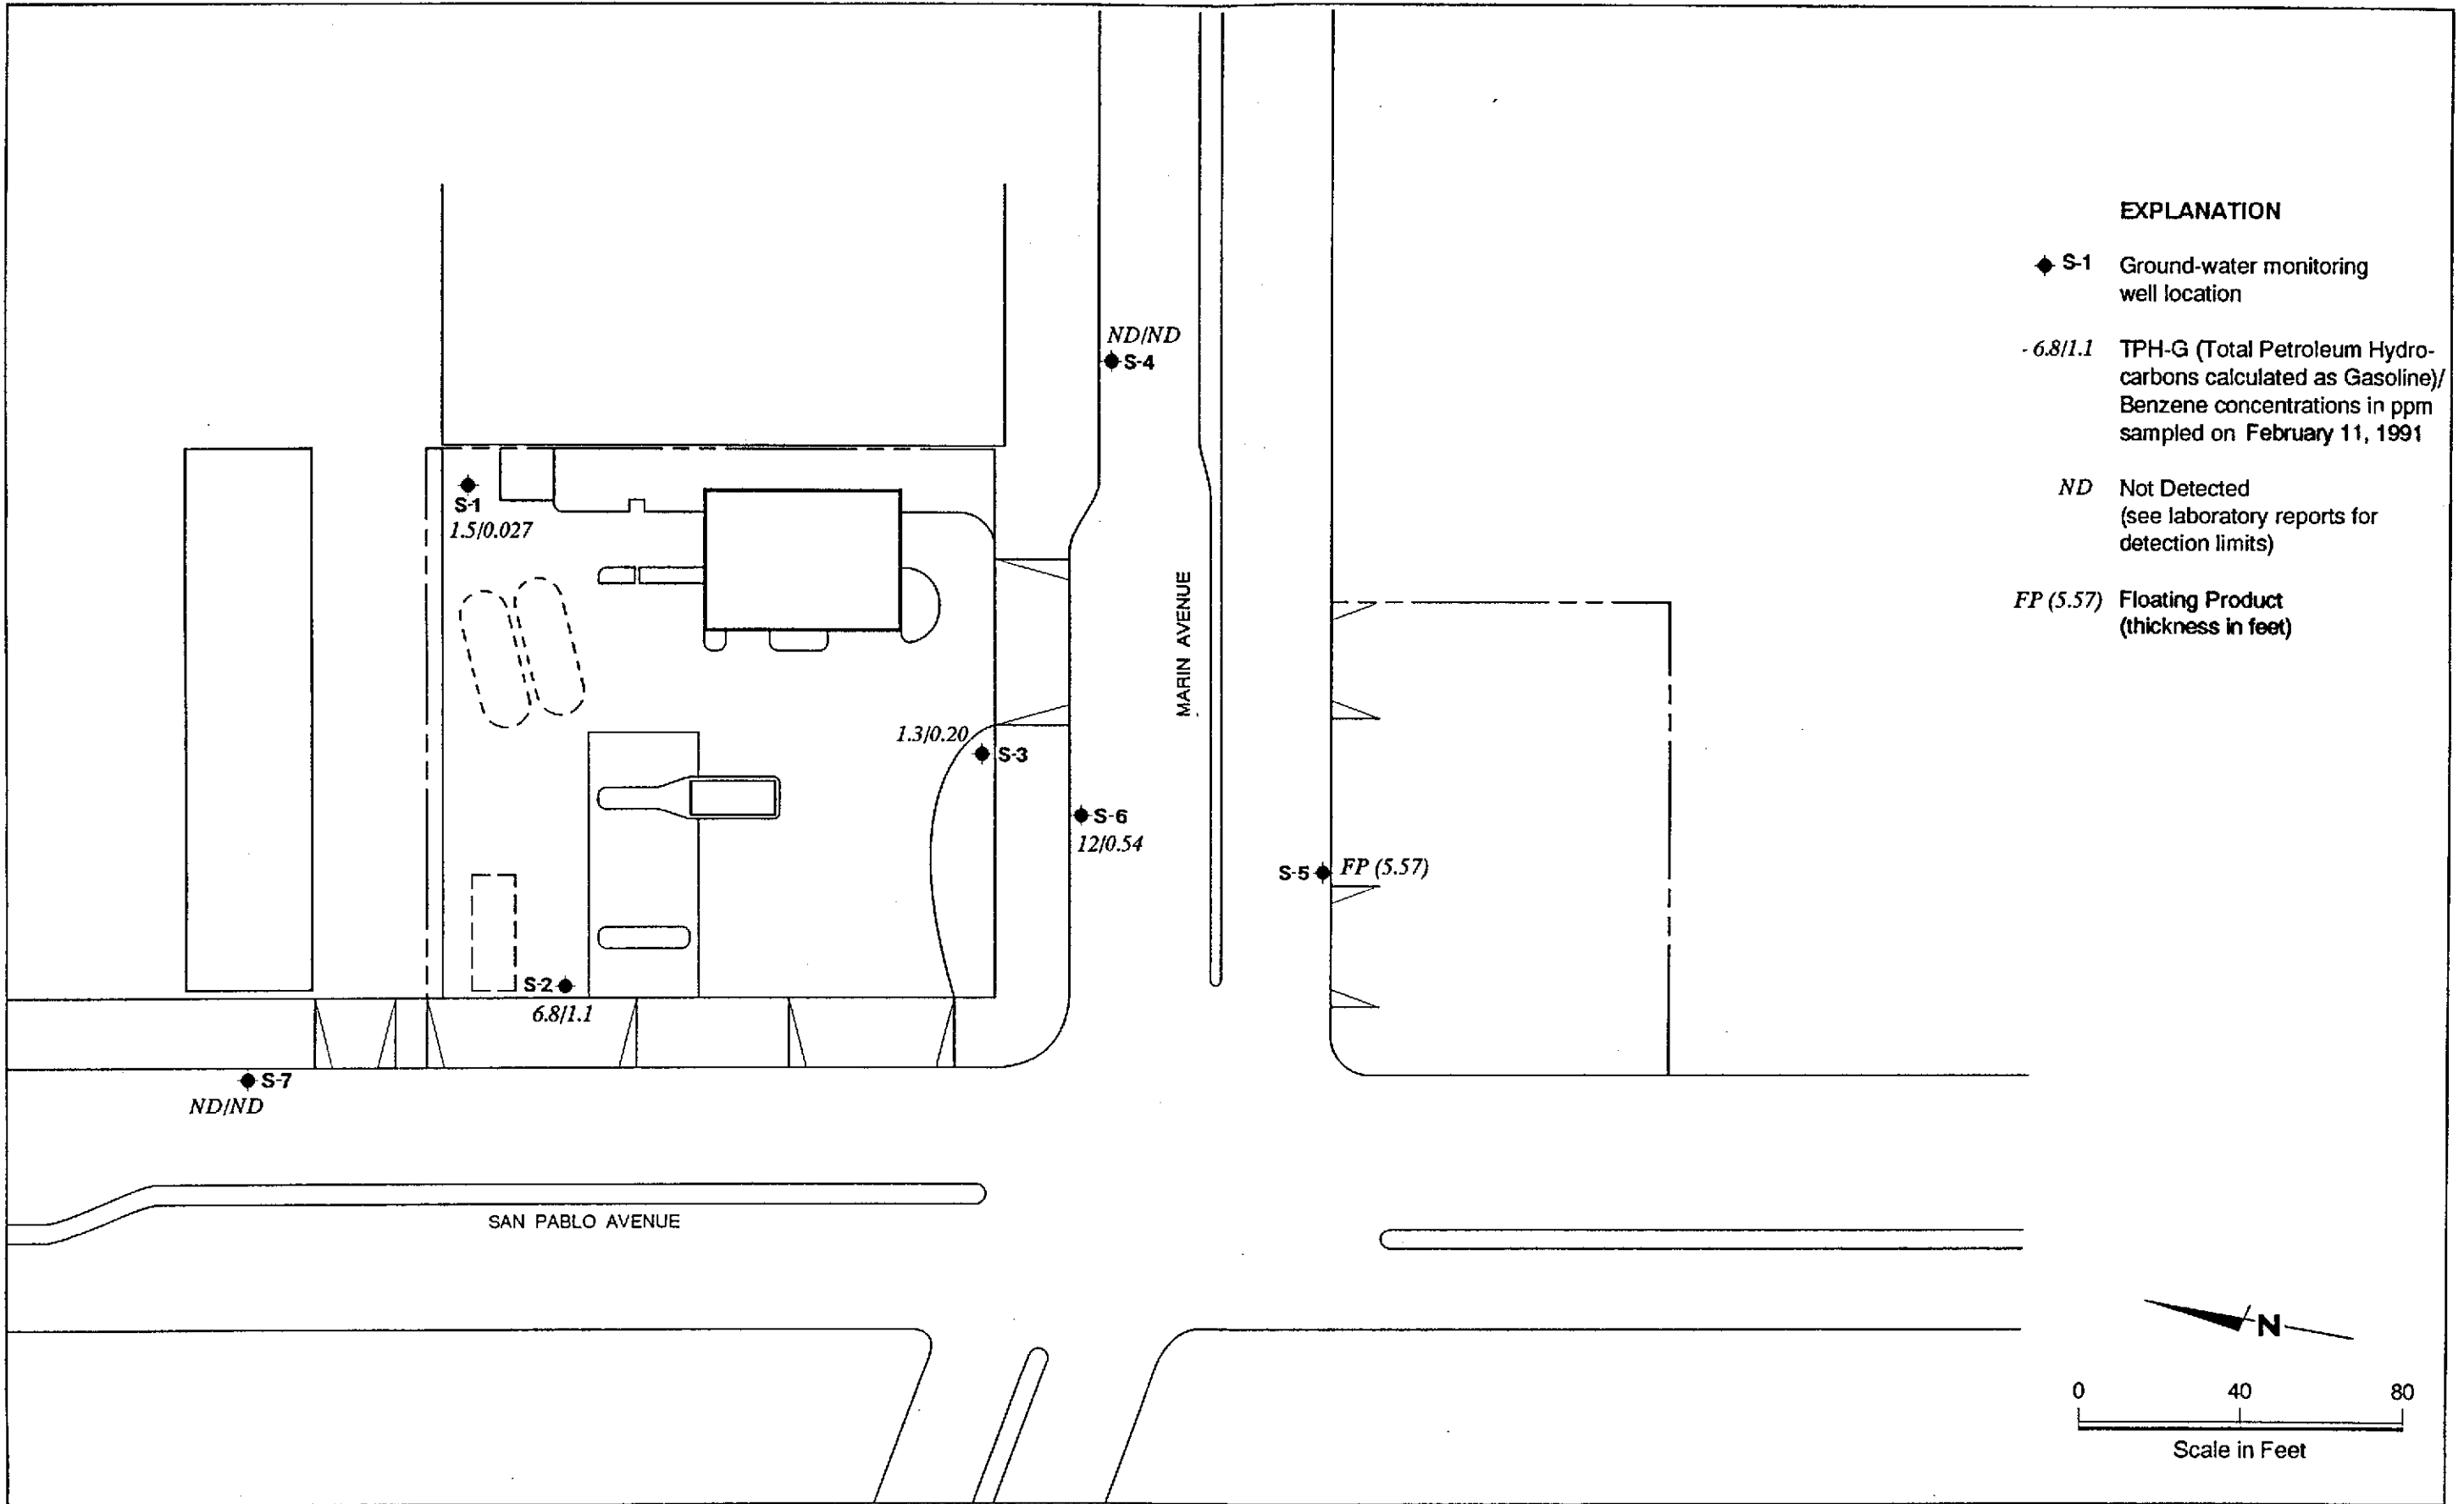 EXPLANATION
S-1 Ground-water monitoring
well location
- 6.8/1.1 TPH-G (Total Petroleum Hydro-
carbons calculated as Gasoline)/
Benzene concentrations in ppm
sampled on February 11, 1991
ND Not Detected
(see laboratory reports for
detection limits)
FP (5.57) Floating Product
(thickness in feet)
ND/ND
S-4
S-1
1.5/0.027
MARIN AVENUE
1.3/0.20
S-3
S-6
12/0.54
S-5 FP (5.57)
S-2
6.8/1.1
S-7
ND/ND
SAN PABLO AVENUE
N
0 40 80
Scale in Feet